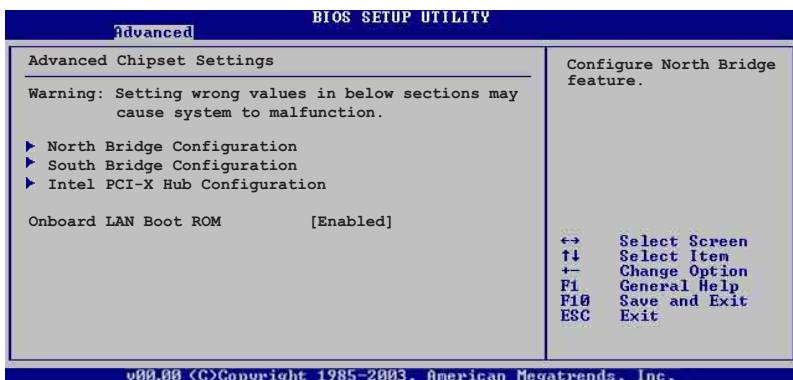 BIOS SETUP UTILITY
Advanced
Advanced Chipset Settings
Warning: Setting wrong values in below sections may
cause system to malfunction.
North Bridge Configuration
South Bridge Configuration
Intel PCI-X Hub Configuration
Onboard LAN Boot ROM [Enabled]
Configure North Bridge
feature.
↔ Select Screen
↑↓ Select Item
+- Change Option
F1 General Help
F10 Save and Exit
ESC Exit
v00.00 (C)Copyright 1985-2003, American Megatrends, Inc.